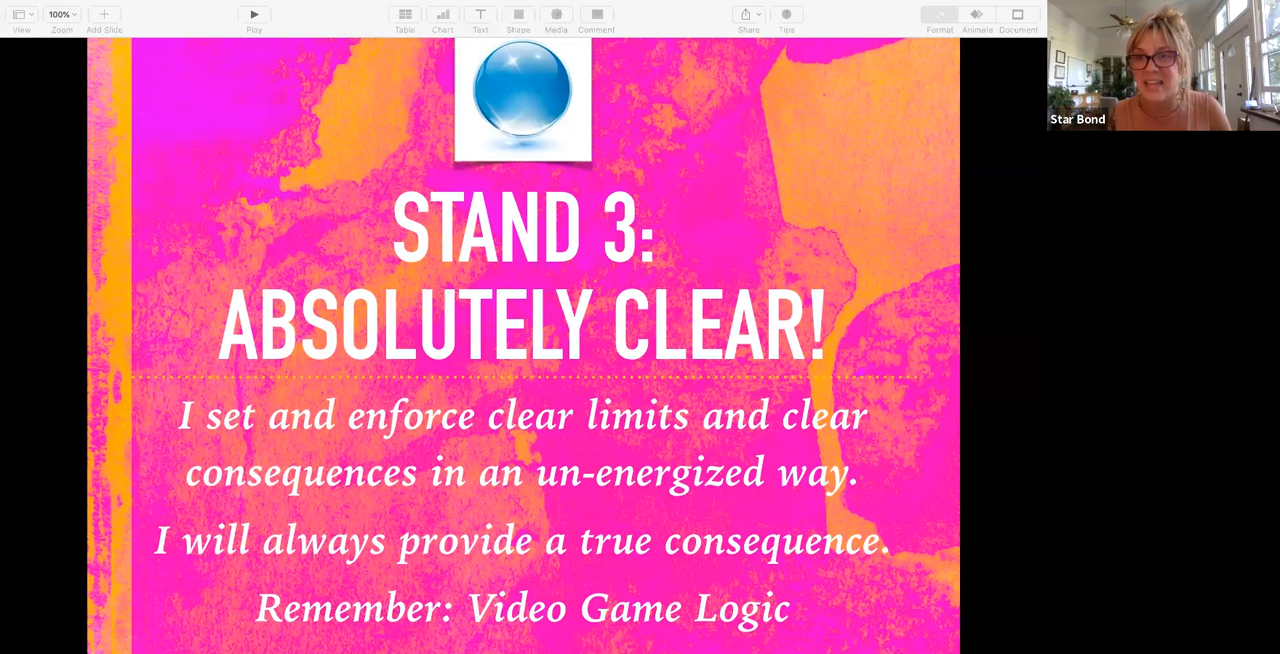 100%
View
Zoom
Add Slide
Play
Table
Chart
Text
Shape
Media
Comment
Share
Tips
Format
Animate
Document
Star Bond
STAND 3:
ABSOLUTELY CLEAR!
I set and enforce clear limits and clear
consequences in an un-energized way.
I will always provide a true consequence.
Remember: Video Game Logic